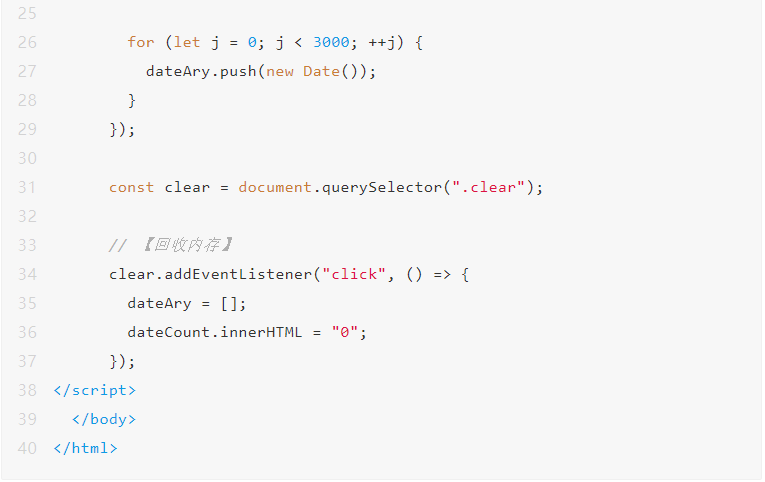 25
26 for (let j = 0; j < 3000; ++j) {
27 dateAry.push(new Date());
28 }
29 });
30
31 const clear = document.querySelector(".clear");
32
33 // 【回收内存】
34 clear.addEventListener("click", () => {
35 dateAry = [];
36 dateCount.innerHTML = "0";
37 });
38 </script>
39 </body>
40 </html>